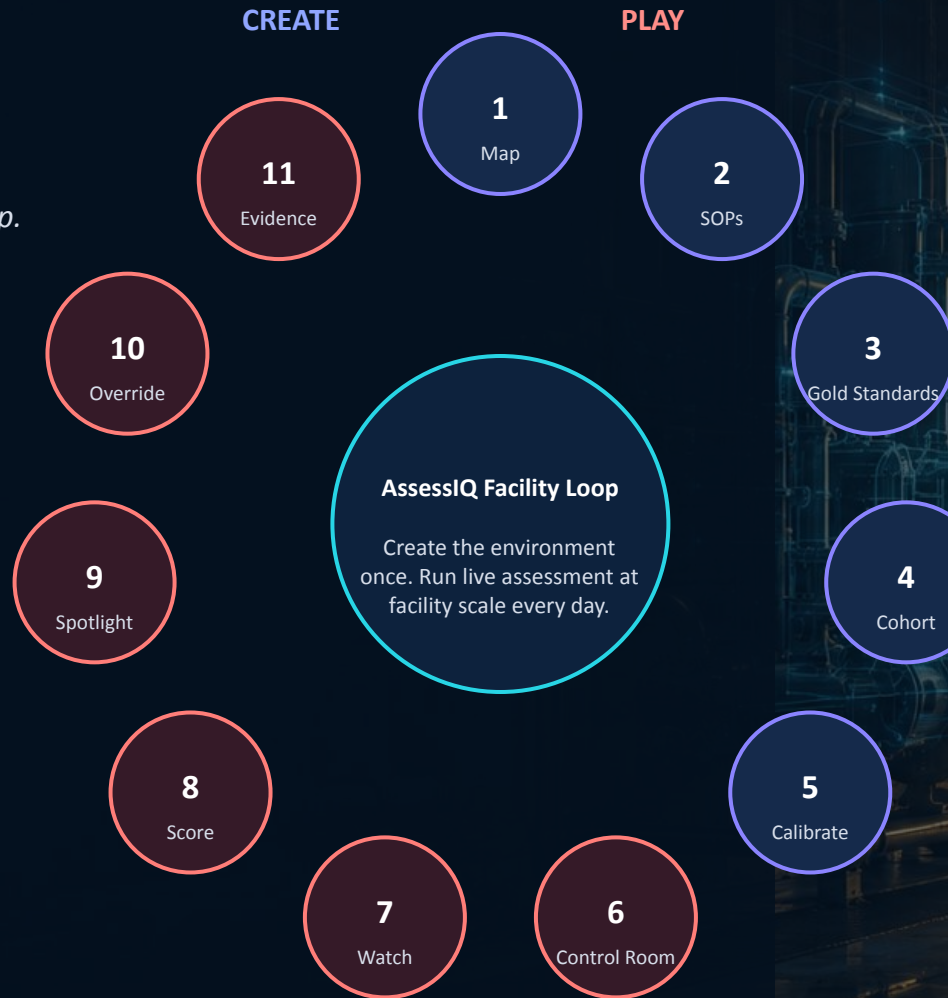 CREATE
PLAY
1
Map
11
Evidence
2
SOPs
p.
10
Override
3
Gold Standards
AssessIQ Facility Loop
Create the environment
once. Run live assessment at
facility scale every day.
9
Spotlight
4
Cohort
8
Score
5
Calibrate
7
Watch
6
Control Room